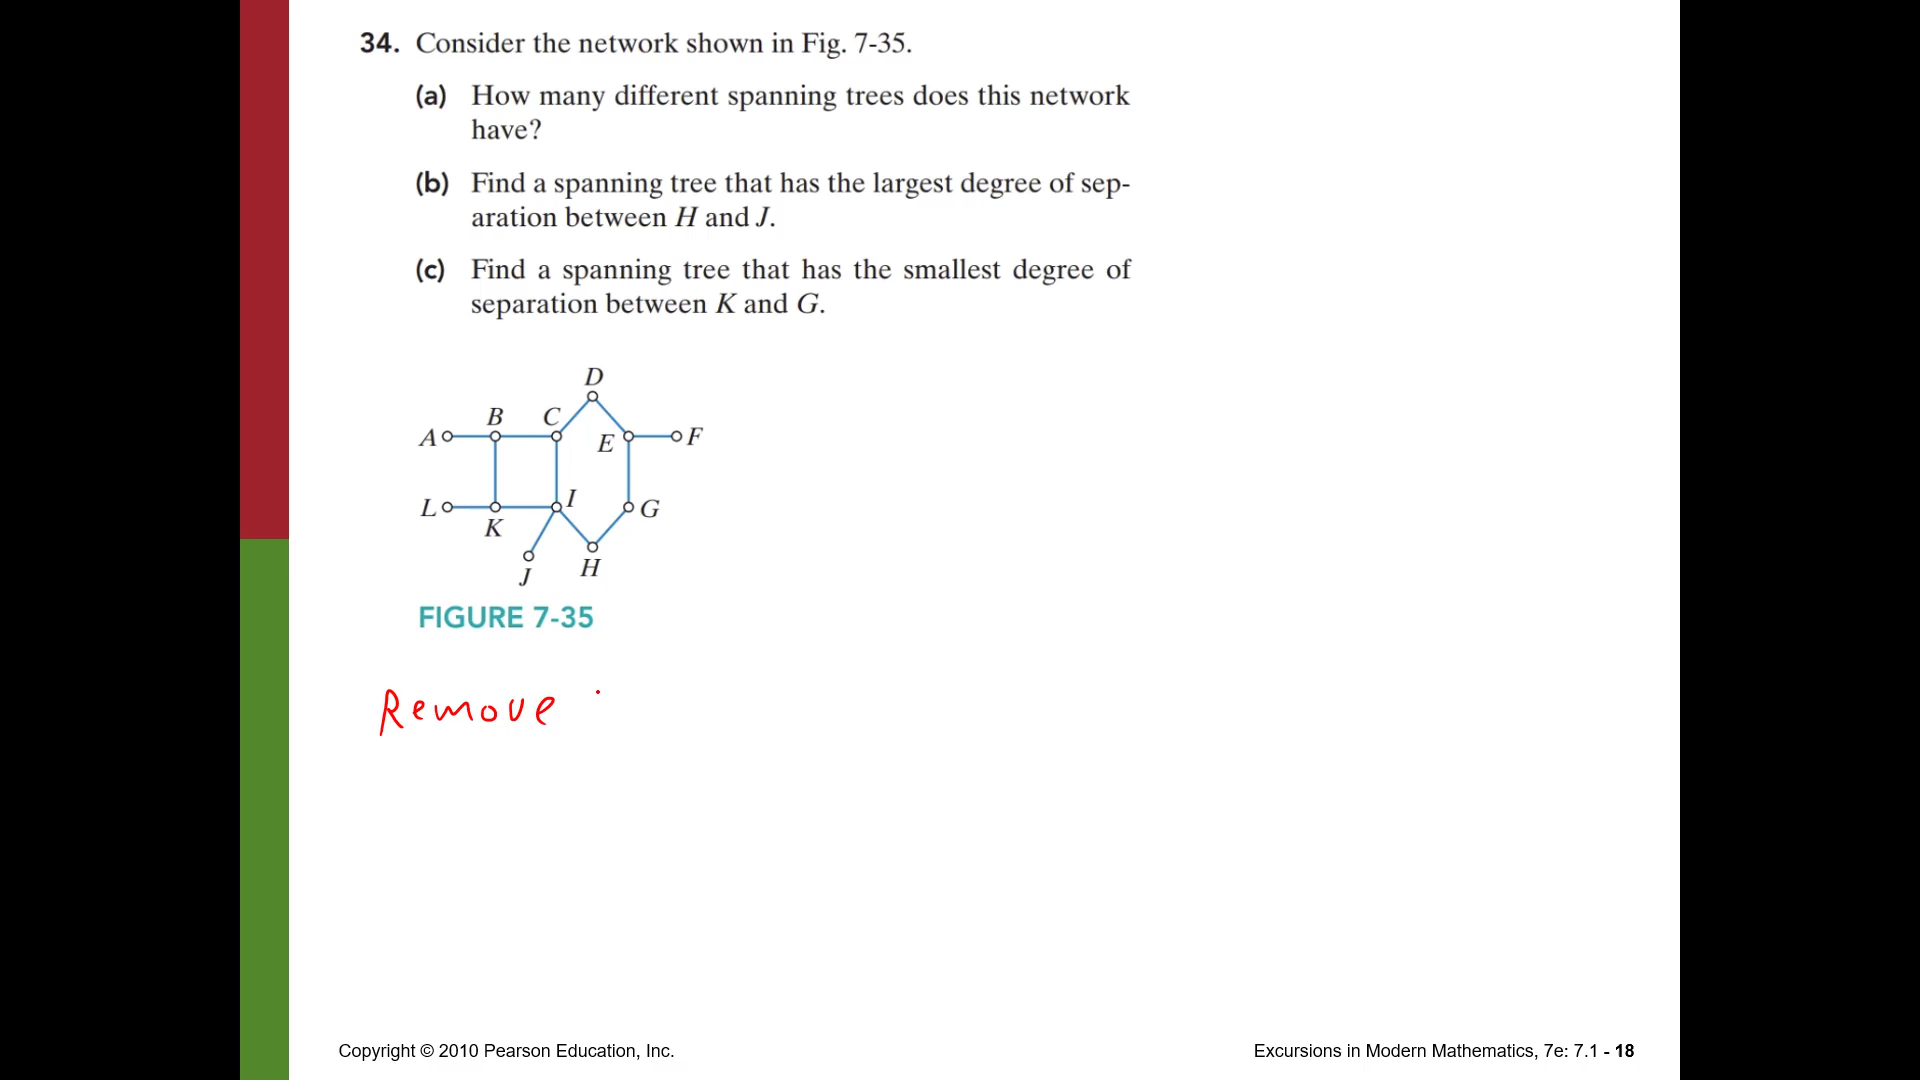 34. Consider the network shown in Fig. 7-35.
(a) How many different spanning trees does this network
have?
(b) Find a spanning tree that has the largest degree of sep-
aration between H and J.
(c) Find a spanning tree that has the smallest degree of
separation between K and G.
D
B C
A E F
L I G
K
J H
FIGURE 7-35
Remove
Copyright © 2010 Pearson Education, Inc.
Excursions in Modern Mathematics, 7e: 7.1 - 18